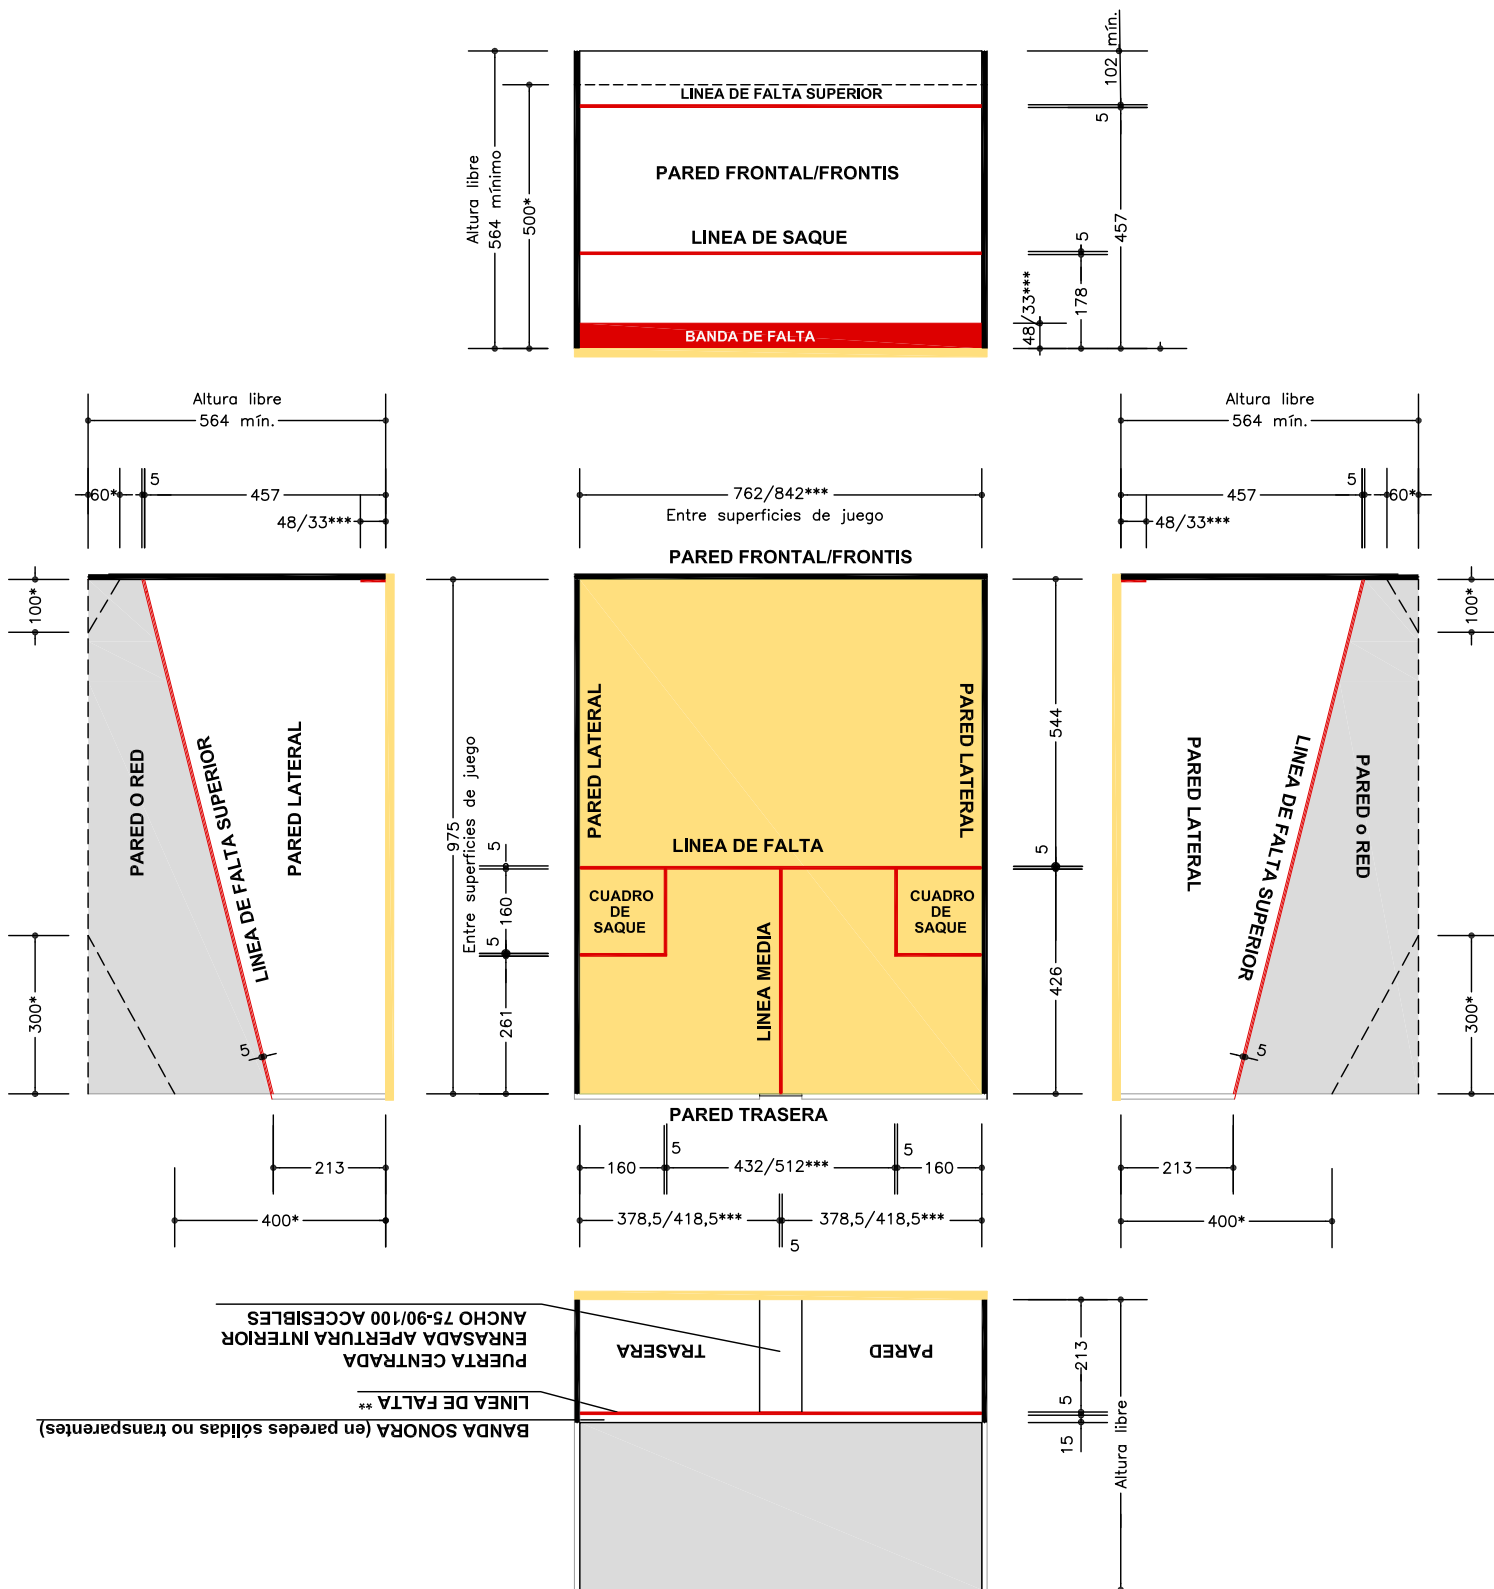 102 mín.
LINEA DE FALTA SUPERIOR
5
Altura libre
564 mínimo
500*
PARED FRONTAL/FRONTIS
457
LINEA DE SAQUE
5
178
48/33***
BANDA DE FALTA
Altura libre
564 mín.
60*
5
457
48/33***
762/842***
Entre superficies de juego
Altura libre
564 mín.
457
5
60*
48/33***
PARED FRONTAL/FRONTIS
100*
300*
PARED O RED
LINEA DE FALTA SUPERIOR
PARED LATERAL
5
213
400*
975
Entre superficies de juego
5
160
5
261
PARED LATERAL
PARED LATERAL
LÍNEA DE FALTA
CUADRO
DE
SAQUE
CUADRO
DE
SAQUE
LINEA MEDIA
544
5
426
PARED LATERAL
LINEA DE FALTA SUPERIOR
PARED o RED
100*
300*
5
213
400*
PARED TRASERA
160
5
432/512***
5
160
378,5/418,5***
5
378,5/418,5***
BANDA SONORA (en paredes sólidas no transparentes)
LINEA DE FALTA **
PUERTA CENTRADA
ENRASADA APERTURA INTERIOR
ANCHO 75-90/100 ACCESIBLES
PARED
TRASERA
213
5
15
Altura libre